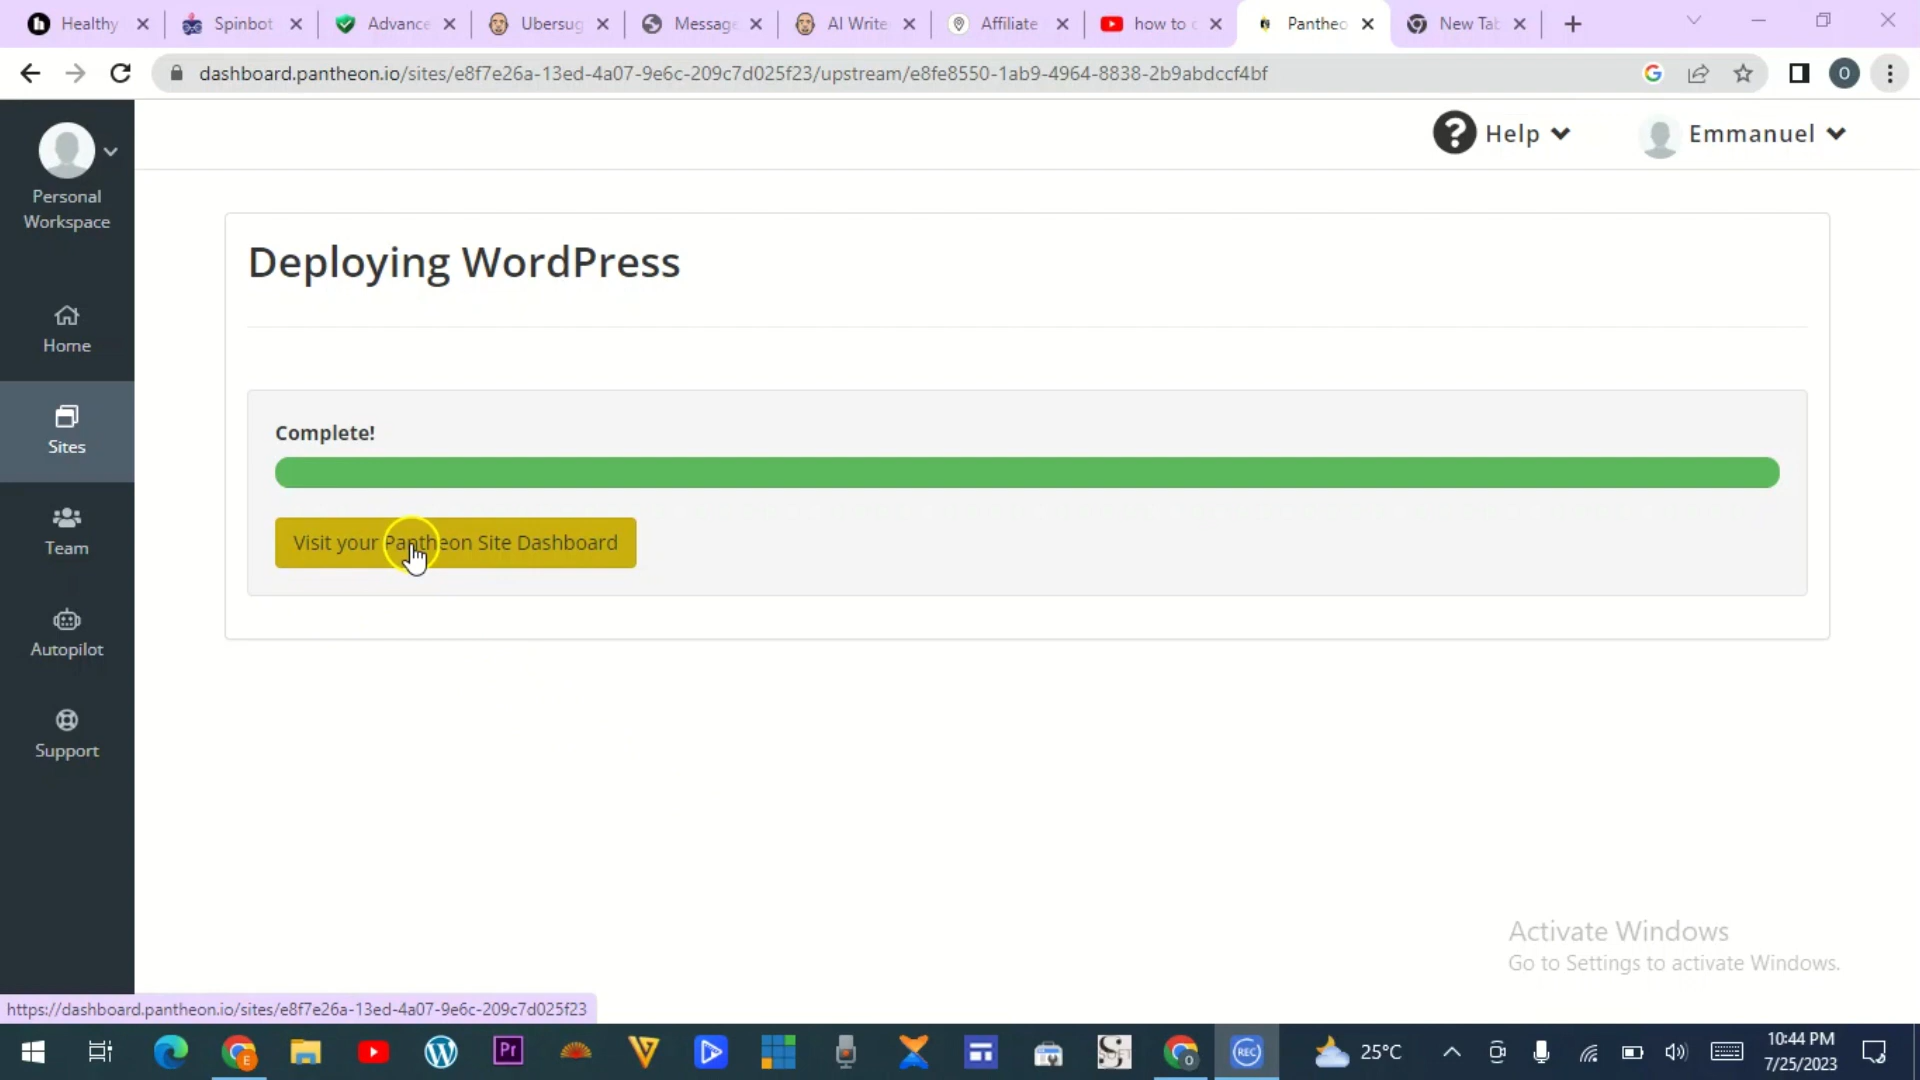 Healthy
Spinbot
Advance
Ubersug
Message
AI Write
Affiliate
how to c
Pantheo
New Tab
dashboard.pantheon.io/sites/e8f7e26a-13ed-4a07-9e6c-209c7d025f23/upstream/e8fe8550-1ab9-4964-8838-2b9abdccf4bf
O
Help
Emmanuel
Personal
Workspace
Home
Sites
Team
Autopilot
Support
Deploying WordPress
Complete!
Visit your Pantheon Site Dashboard
Activate Windows
Go to Settings to activate Windows.
https://dashboard.pantheon.io/sites/e8f7e26a-13ed-4a07-9e6c-209c7d025f23
E
Pr
REC
25°C
10:44 PM
7/25/2023